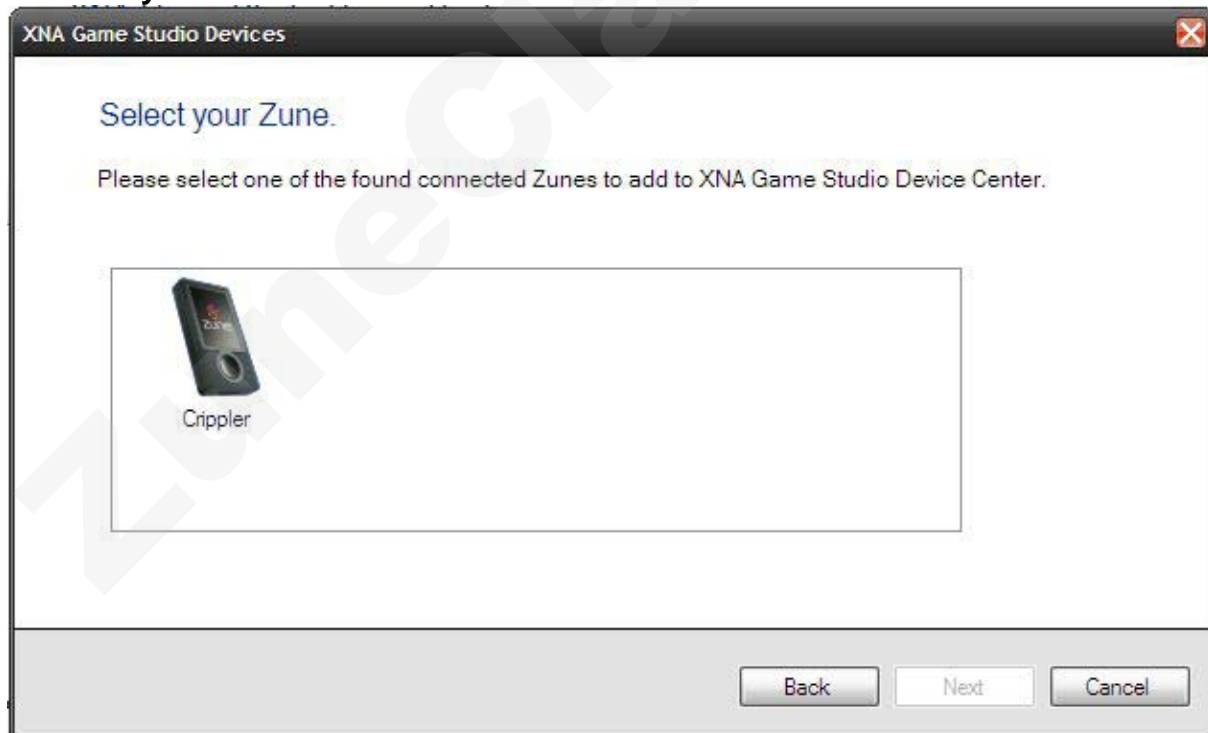 XNA Game Studio Devices
Select your Zune.
Please select one of the found connected Zunes to add to XNA Game Studio Device Center.
zune
Crippler
Back Next Cancel